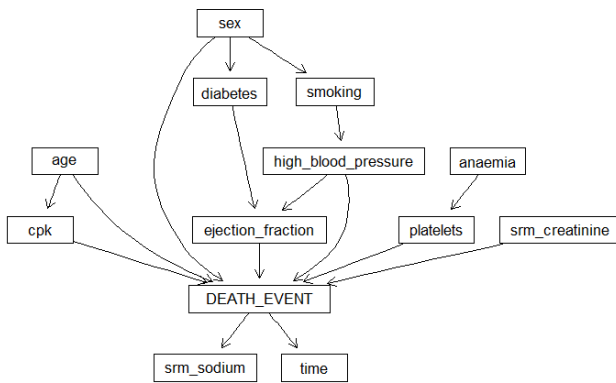 sex
diabetes
smoking
age
high_blood_pressure
anaemia
cpk
ejection_fraction
platelets
srm_creatinine
DEATH_EVENT
srm_sodium
time